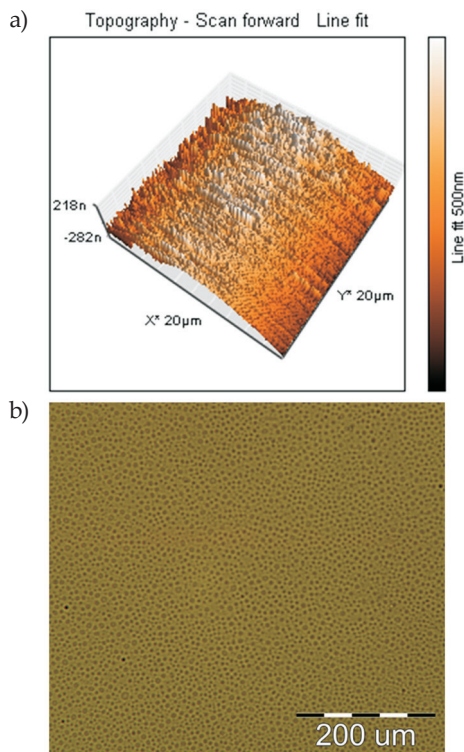 a)
Topography - Scan forward Line fit
218n
-282n
X* 20µm
Y* 20µm
Line fit 500nm
b)
200 um